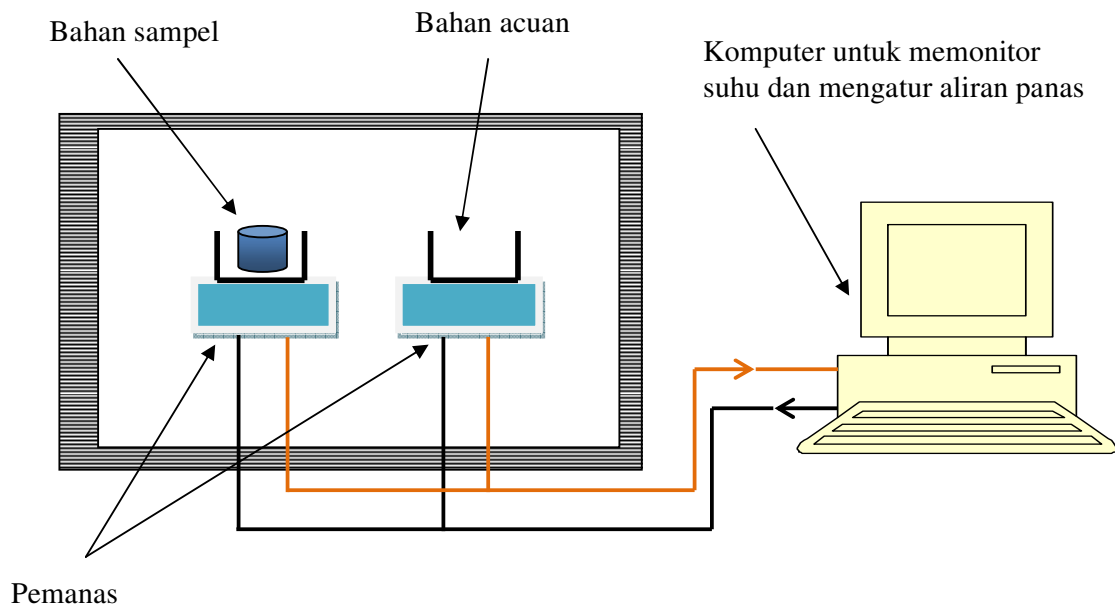 Bahan sampel
Bahan acuan
Komputer untuk memonitor
suhu dan mengatur aliran panas
Pemanas